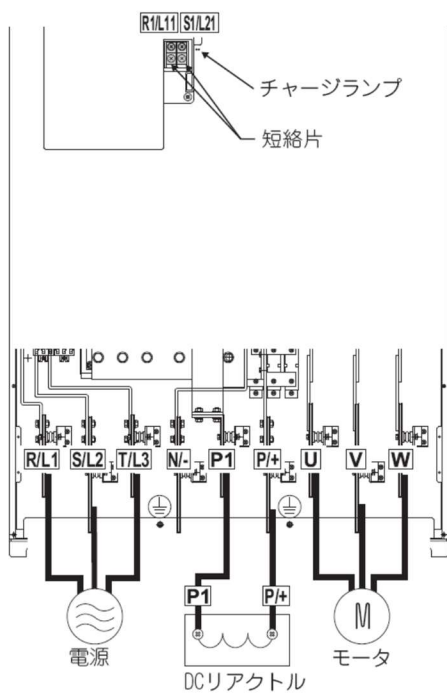 R1/L11 S1/L21
チャージランプ
短絡片
R/L1 S/L2 T/L3 N/- P1 P/+ U V W
P1 P/+
M
電源 DCリアクトル モータ